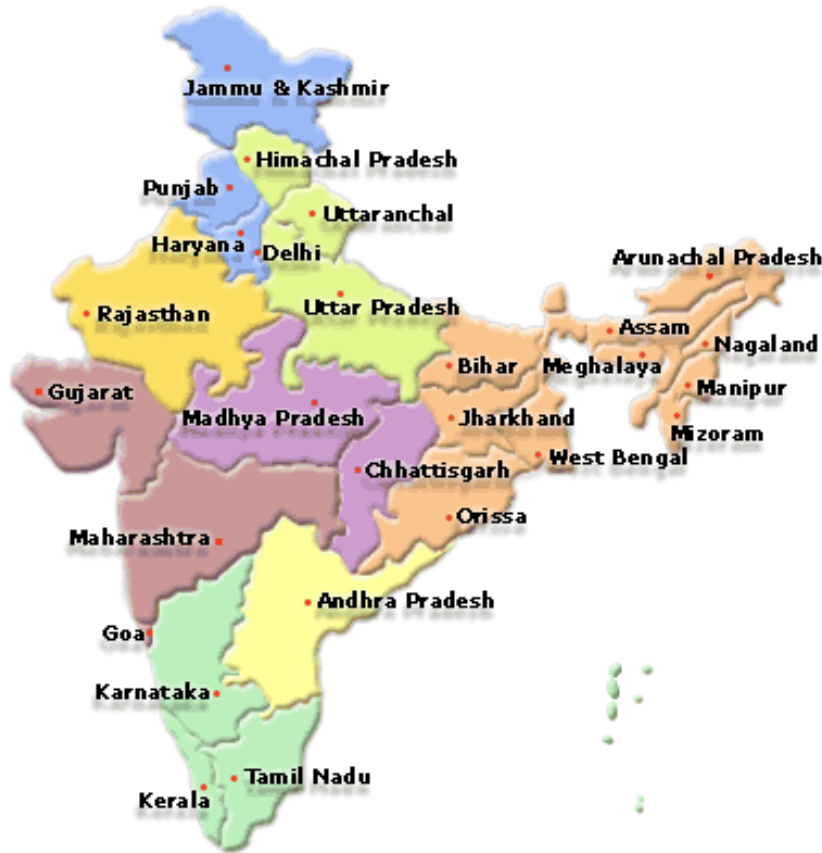 Jammu & Kashmir
Himachal Pradesh
Punjab
Uttaranchal
Haryana
Delhi
Arunachal Pradesh
Rajasthan
Uttar Pradesh
Assam
Nagaland
Bihar
Meghalaya
Gujarat
Manipur
Madhya Pradesh
Jharkhand
Mizoram
West Bengal
Chhattisgarh
Orissa
Maharashtra
Andhra Pradesh
Goa
Karnataka
Tamil Nadu
Kerala